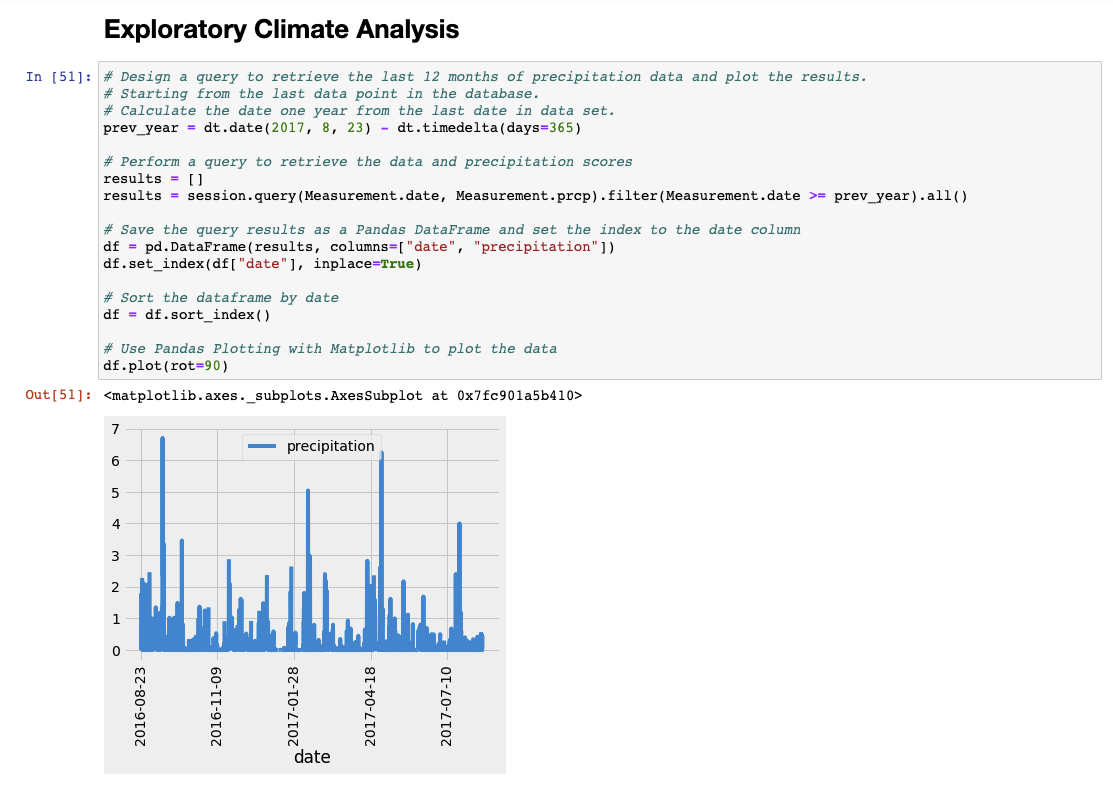 Exploratory Climate Analysis
In [51]:
# Design a query to retrieve the last 12 months of precipitation data and plot the results.
# Starting from the last data point in the database.
# Calculate the date one year from the last date in data set.
prev_year = dt.date(2017, 8, 23) - dt.timedelta(days=365)
# Perform a query to retrieve the data and precipitation scores
results = []
results = session.query(Measurement.date, Measurement.prcp).filter(Measurement.date >= prev_year).all()
# Save the query results as a Pandas DataFrame and set the index to the date column
df = pd.DataFrame(results, columns=["date", "precipitation"])
df.set_index(df["date"], inplace=True)
# Sort the dataframe by date
df = df.sort_index()
# Use Pandas Plotting with Matplotlib to plot the data
df.plot(rot=90)
Out[51]: <matplotlib.axes._subplots.AxesSubplot at 0x7fc901a5b410>
precipitation
7
6
5
4
3
2
1
0
2016-08-23
2016-11-09
2017-01-28
2017-04-18
2017-07-10
date